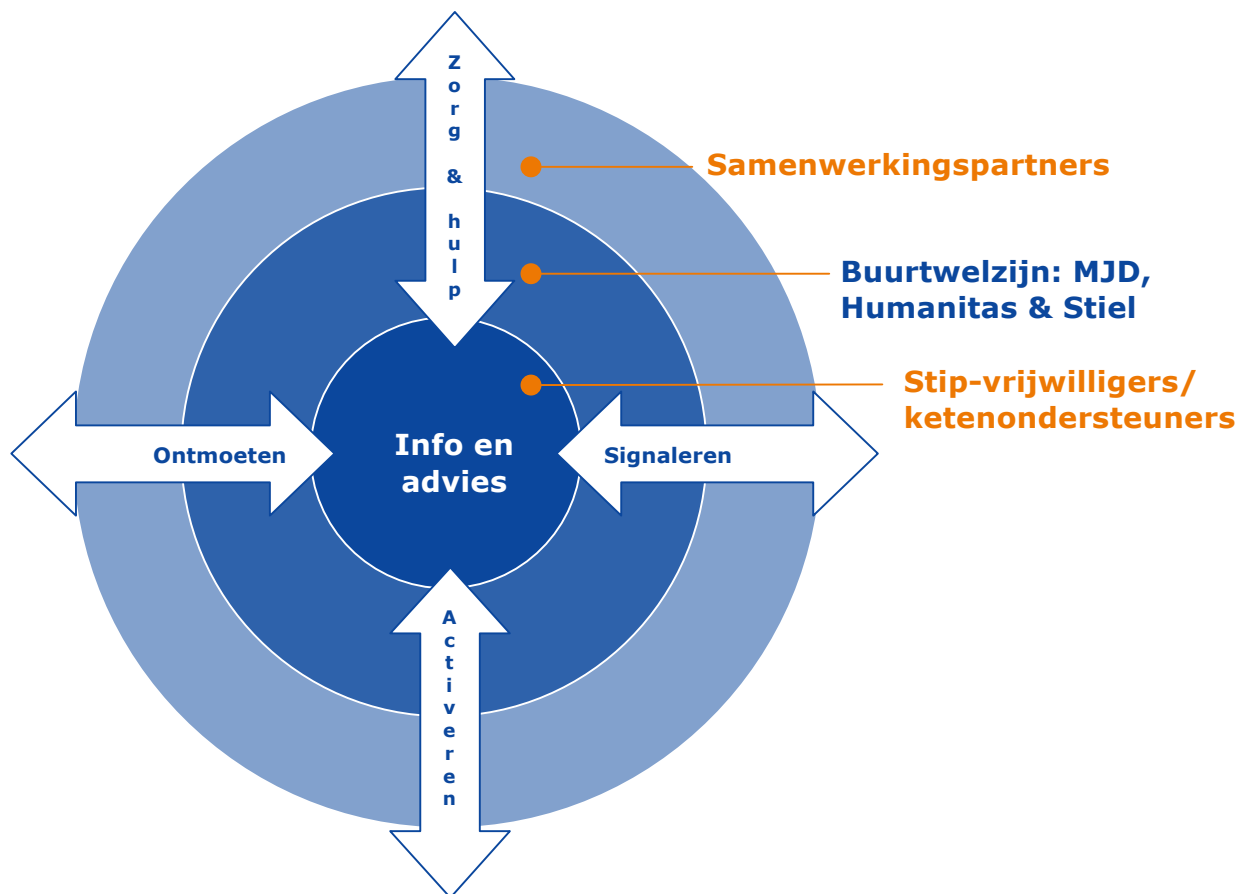 Zorg & hulp
Samenwerkingspartners
Buurtwelzijn: MJD,
Humanitas & Stiel
Stip-vrijwilligers/
ketenondersteuners
Ontmoeten
Info en
advies
Signaleren
Activeren